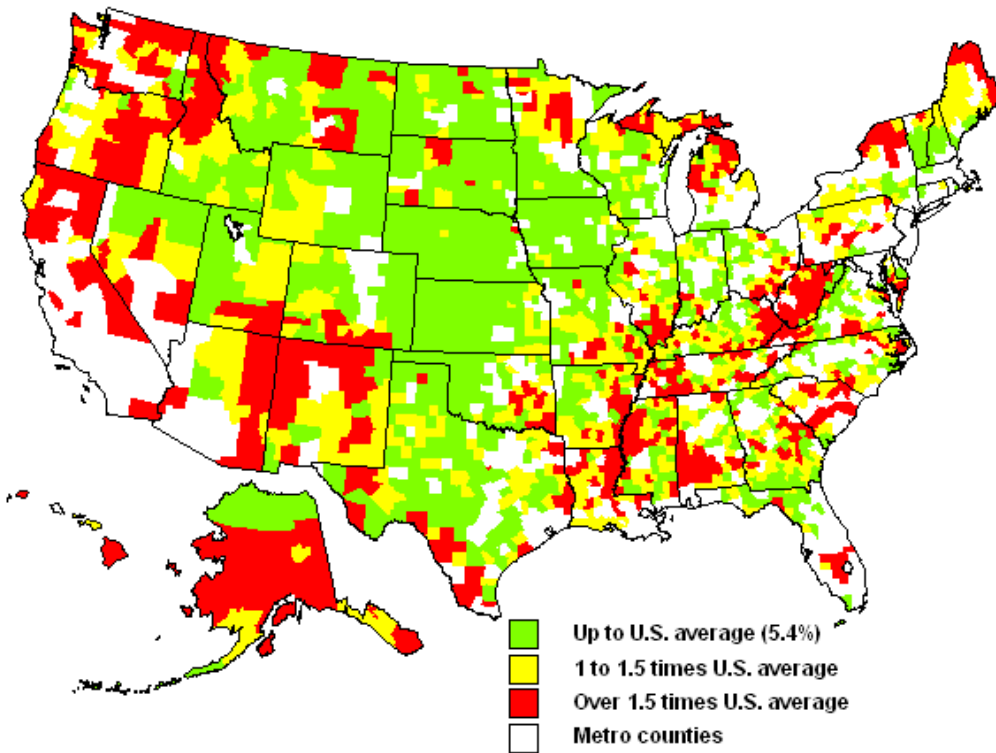 Up to U.S. average (5.4%)
1 to 1.5 times U.S. average
Over 1.5 times U.S. average
Metro counties